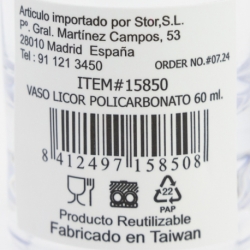 Articulo importado por Stor,S.L.
Pº. Gral. Martínez Campos, 53
28010 Madrid España
Tel: 91 121 3450
ORDER NO.#07.24
ITEM#15850
VASO LICOR POLICARBONATO 60 ml.
8 412497 158508
22
PAP
Producto Reutilizable
Fabricado en Taiwan